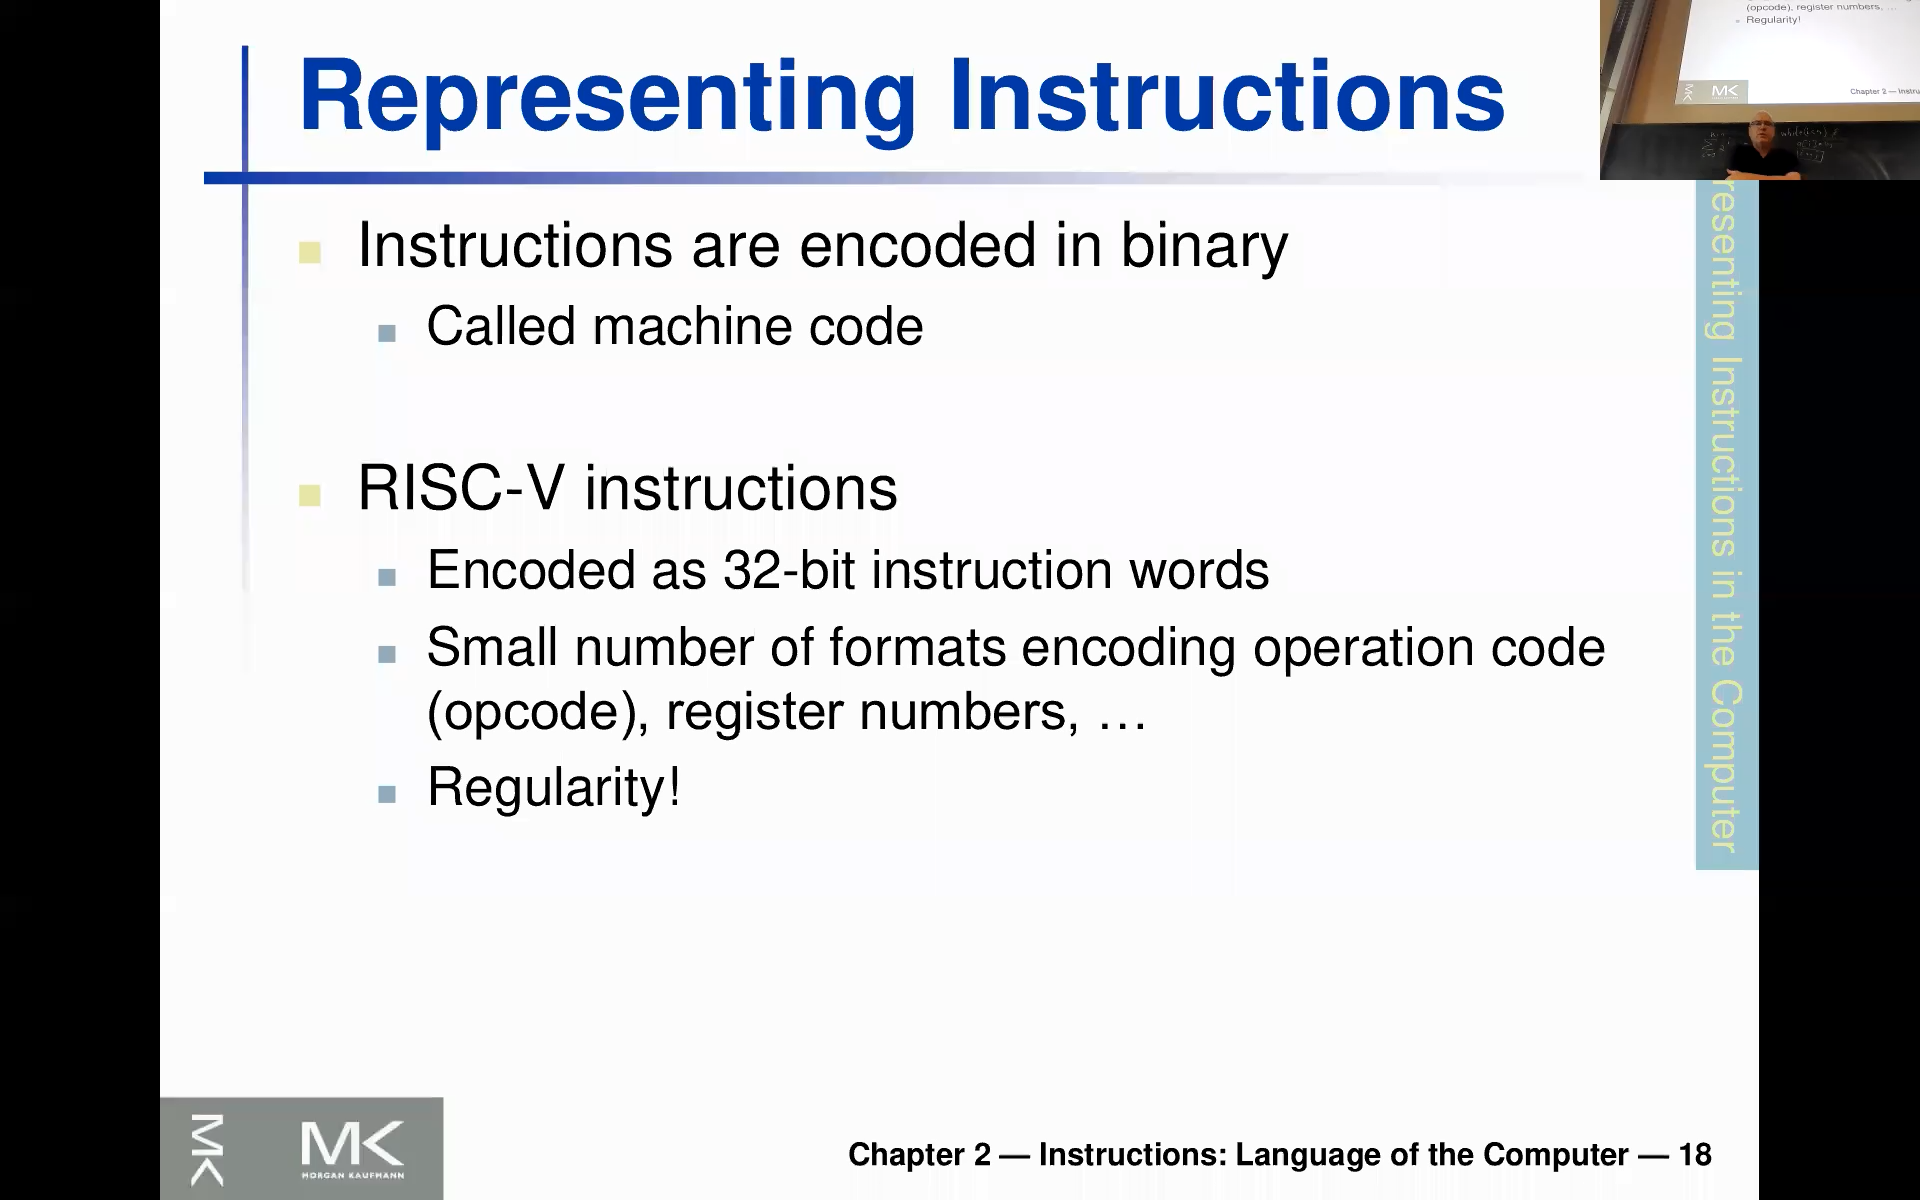 Representing Instructions
(opcode), register numbers, …
Regularity!
MK
MK
Chapter 2 — Instru
Instructions are encoded in binary
Called machine code
RISC-V instructions
Encoded as 32-bit instruction words
Small number of formats encoding operation code
(opcode), register numbers, …
Regularity!
resenting Instructions in the Computer
MK
MK
MORGAN KAUFMANN
Chapter 2 — Instructions: Language of the Computer — 18